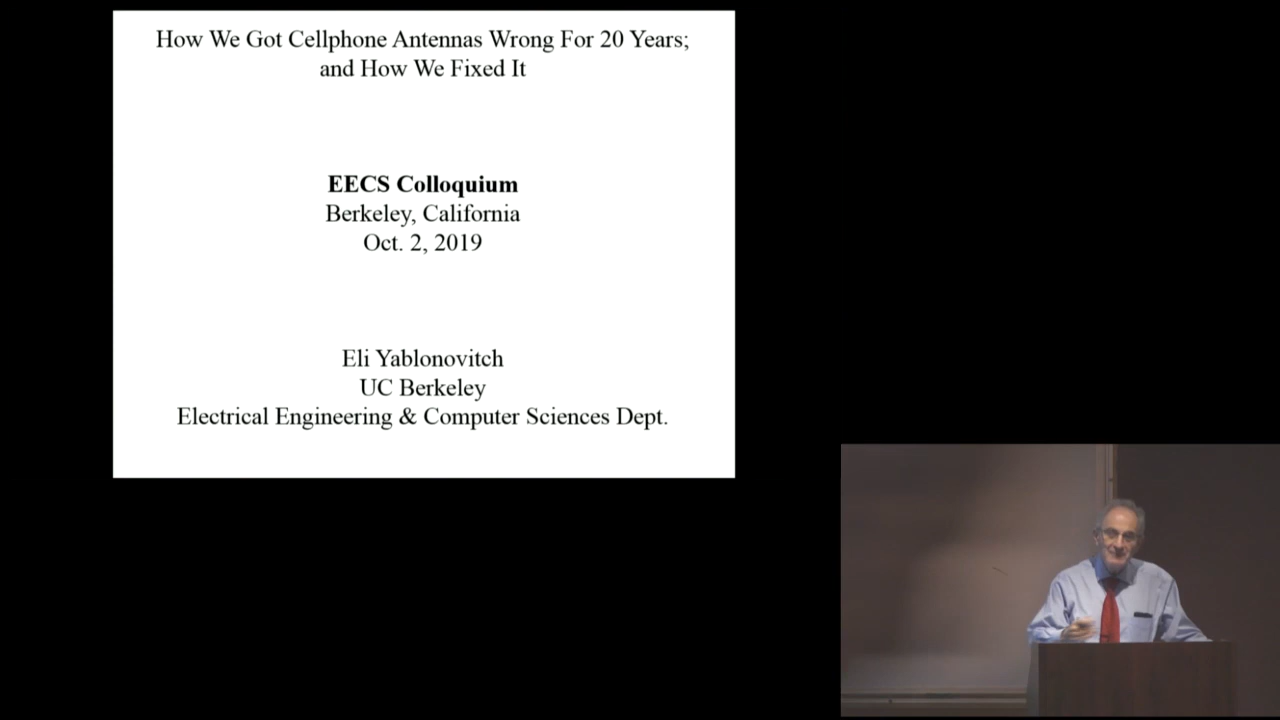 How We Got Cellphone Antennas Wrong For 20 Years;
and How We Fixed It
EECS Colloquium
Berkeley, California
Oct. 2, 2019
Eli Yablonovitch
UC Berkeley
Electrical Engineering & Computer Sciences Dept.